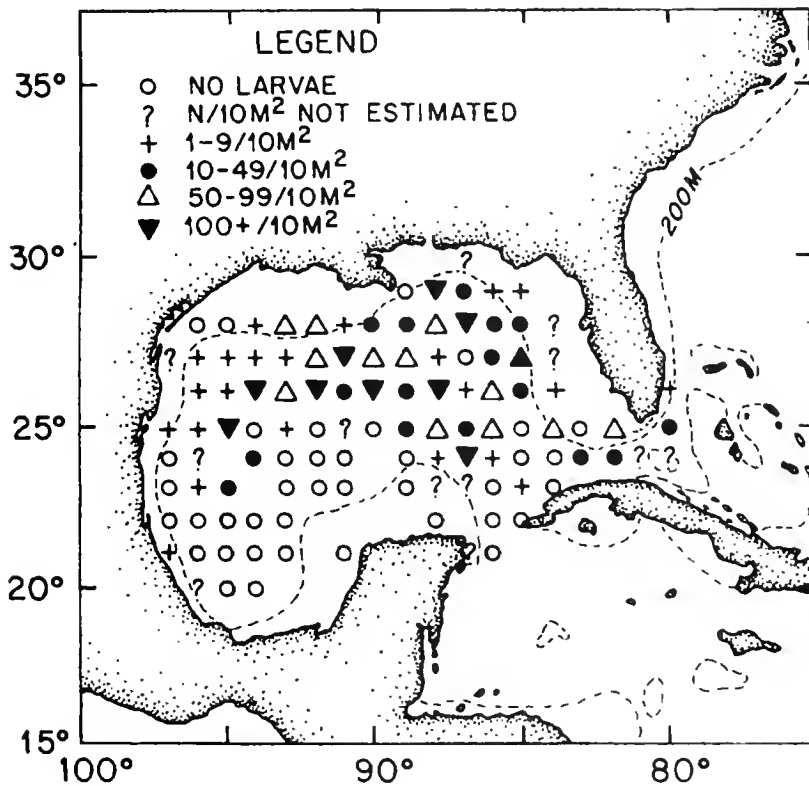 LEGEND
○ NO LARVAE
? N/10M² NOT ESTIMATED
+ 1-9/10M²
● 10-49/10M²
△ 50-99/10M²
▼ 100+/10M²
200M
35°
30°
25°
20°
15°
100° 90° 80°